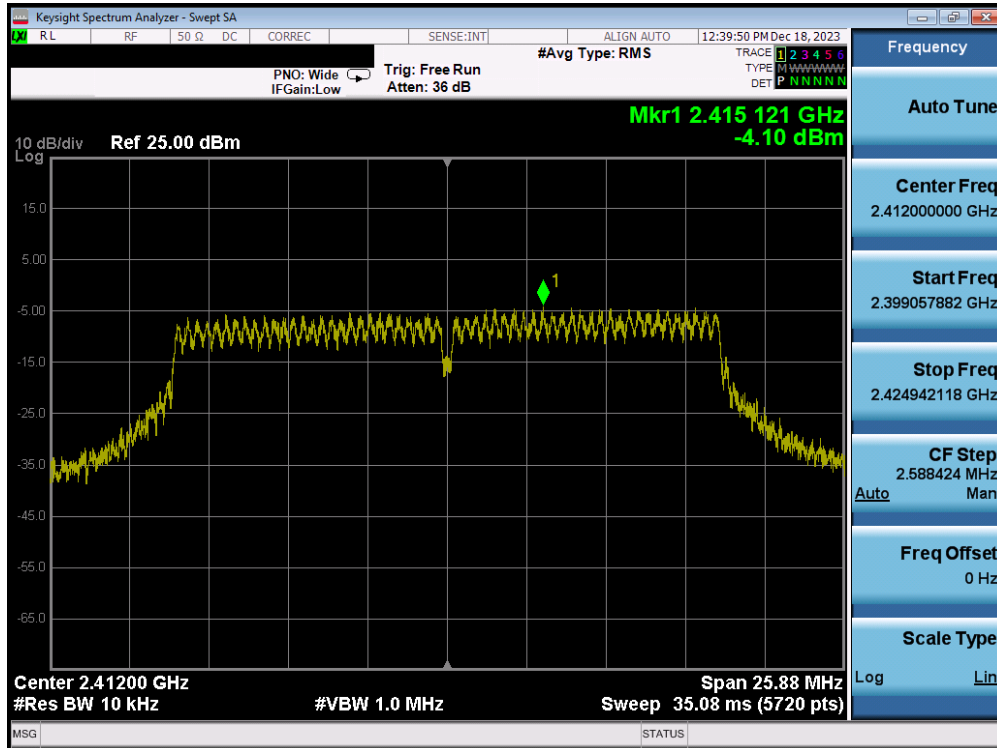 Keysight Spectrum Analyzer - Swept SA
LXI RL RF 50 Ω DC CORREC SENSE:INT ALIGN AUTO 12:39:50 PM Dec 18, 2023
Frequency
#Avg Type: RMS
TRACE 1 2 3 4 5 6
PNO: Wide Trig: Free Run
TYPE M WWWWW
IFGain:Low Atten: 36 dB
DET P N N N N N
Auto Tune
Mkr1 2.415 121 GHz
-4.10 dBm
10 dB/div Ref 25.00 dBm
Log
15.0
5.00
-5.00
-15.0
-25.0
-35.0
-45.0
-55.0
-65.0
1
Center Freq
2.412000000 GHz
Start Freq
2.399057882 GHz
Stop Freq
2.424942118 GHz
CF Step
2.588424 MHz
Auto Man
Freq Offset
0 Hz
Scale Type
Log Lin
Center 2.41200 GHz Span 25.88 MHz
#Res BW 10 kHz #VBW 1.0 MHz Sweep 35.08 ms (5720 pts)
MSG STATUS